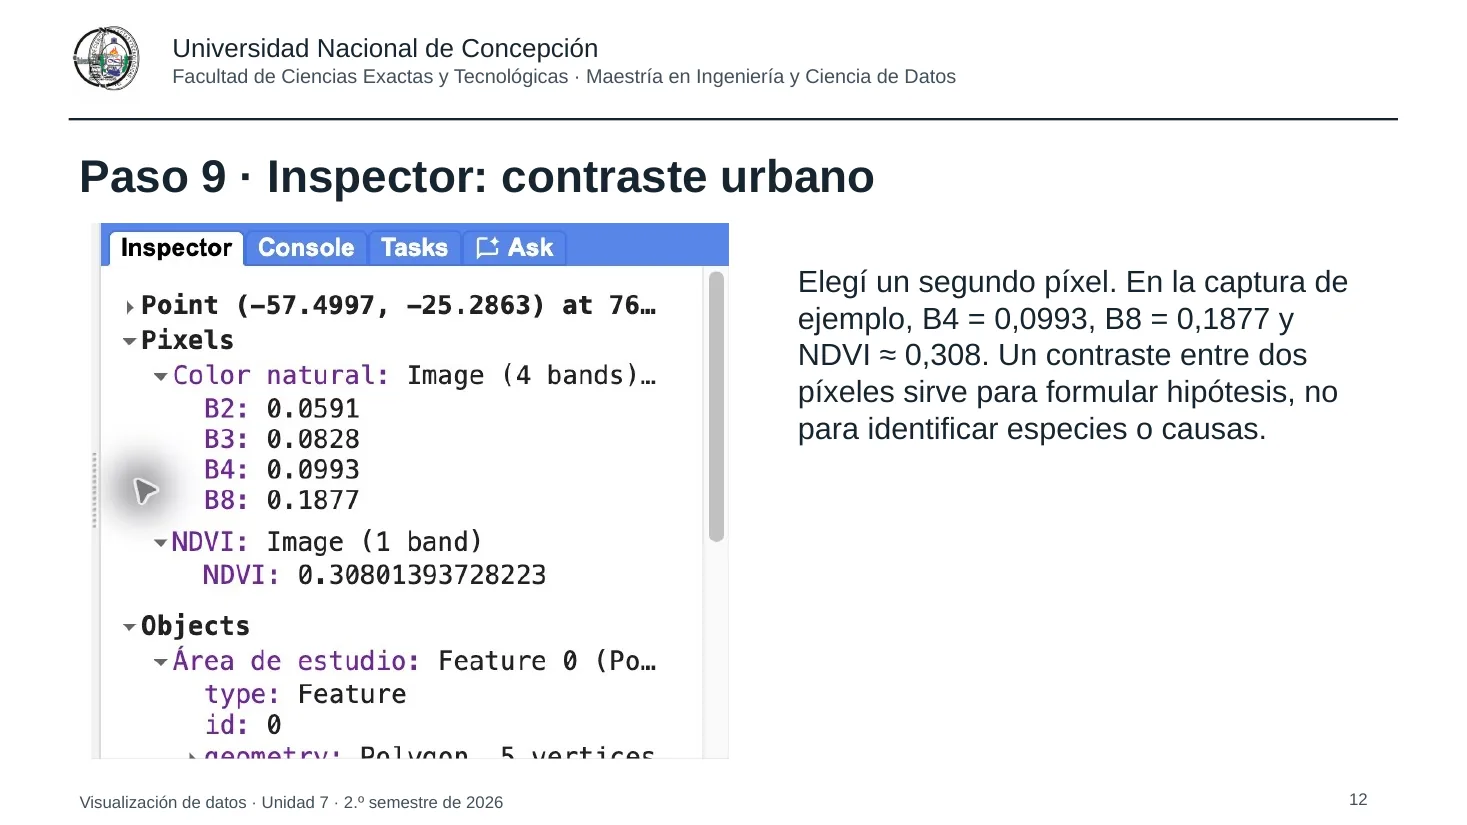 Universidad Nacional de Concepción
Facultad de Ciencias Exactas y Tecnológicas · Maestría en Ingeniería y Ciencia de Datos
Paso 9 · Inspector: contraste urbano
Inspector Console Tasks Ask
Point (−57.4997, −25.2863) at 76…
Pixels
Color natural: Image (4 bands)…
B2: 0.0591
B3: 0.0828
B4: 0.0993
B8: 0.1877
NDVI: Image (1 band)
NDVI: 0.30801393728223
Objects
Área de estudio: Feature 0 (Po…
type: Feature
id: 0
geometry: Polygon, 5 vertices
Elegí un segundo píxel. En la captura de
ejemplo, B4 = 0,0993, B8 = 0,1877 y
NDVI ≈ 0,308. Un contraste entre dos
píxeles sirve para formular hipótesis, no
para identificar especies o causas.
Visualización de datos · Unidad 7 · 2.º semestre de 2026
12